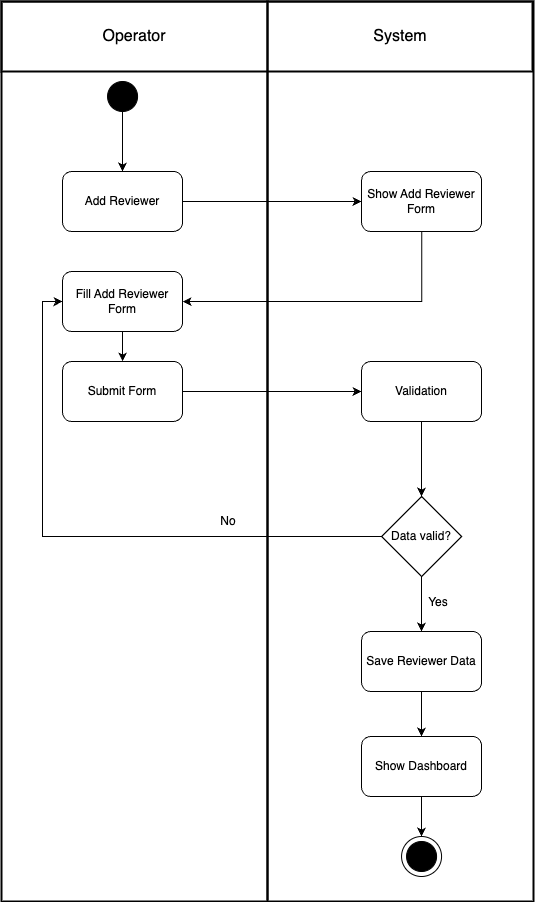 Operator
System
Add Reviewer
Show Add Reviewer
Form
Fill Add Reviewer
Form
Submit Form
Validation
No
Data valid?
Yes
Save Reviewer Data
Show Dashboard